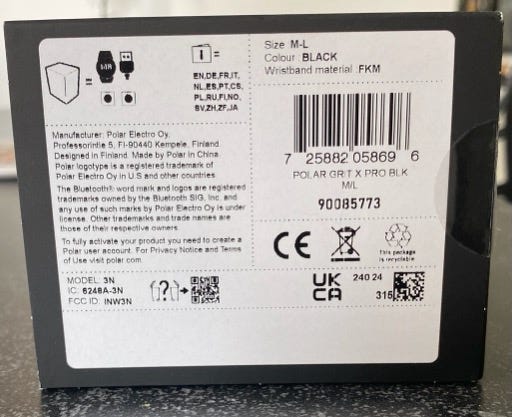 Size M-L
Colour :BLACK
Wristband material :FKM
EN,DE,FR,IT,
NL,ES,PT,CS,
PL,RU,FI,NO,
SV,ZH,ZF,JA
7 25882 05869 6
POLAR GRIT X PRO BLK
M/L
90085773
Manufacturer: Polar Electro Oy,
Professorintie 5, FI-90440 Kempele, Finland.
Designed in Finland. Made by Polar in China.
Polar logotype is a registered trademark of
Polar Electro Oy in U.S and other countries.
The Bluetooth® word mark and logos are registered
trademarks owned by the Bluetooth SIG, Inc. and
any use of such marks by Polar Electro Oy is under
license. Other trademarks and trade names are
those of their respective owners.
To fully activate your product you need to create a
Polar user account. For Privacy Notice and Terms
of Use visit polar.com.
CE
This package
is recyclable
MODEL: 3N
IC: 6248A-3N
FCC ID: INW3N
UK
CA
240 24
315